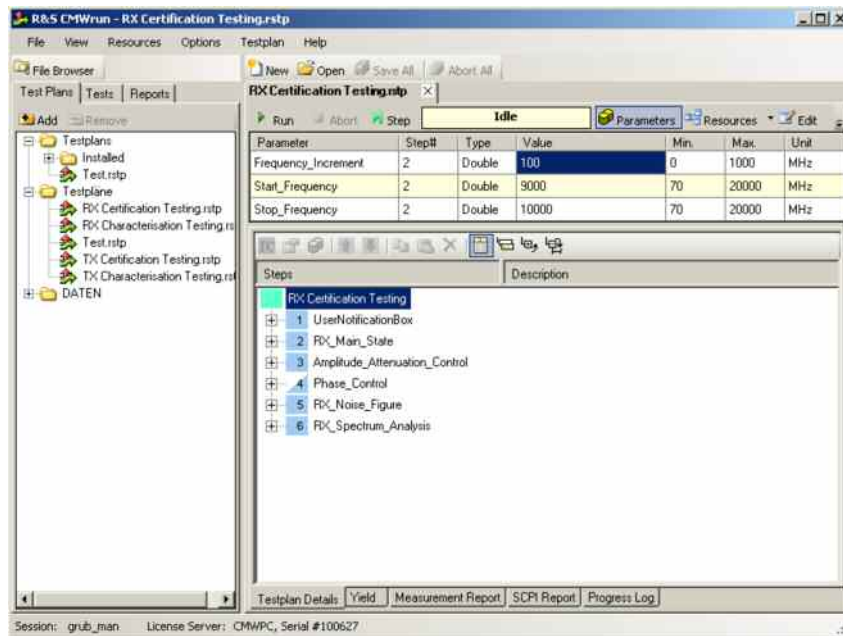 R&S CMWrun - RX Certification Testing.rstp
File View Resources Options Testplan Help
File Browser
New Open Save All Abort All
Test Plans Tests Reports
RX Certification Testing.rstp
Add Remove
Run Abort Step Idle Parameters Resources Edit
Parameter Step# Type Value Min. Max. Unit
Frequency_Increment 2 Double 100 0 1000 MHz
Start_Frequency 2 Double 9000 70 20000 MHz
Stop_Frequency 2 Double 10000 70 20000 MHz
Testplans
Installed
Test.rstp
Testplane
RX Certification Testing.rstp
RX Characterisation Testing.rs
Test.rstp
TX Certification Testing.rstp
TX Characterisation Testing.rst
DATEN
Steps Description
RX Certification Testing
1 UserNotificationBox
2 RX_Main_State
3 Amplitude_Attenuation_Control
4 Phase_Control
5 RX_Noise_Figure
6 RX_Spectrum_Analysis
Testplan Details Yield Measurement Report SCPI Report Progress Log
Session: grub_man License Server: CMWPC, Serial #100627